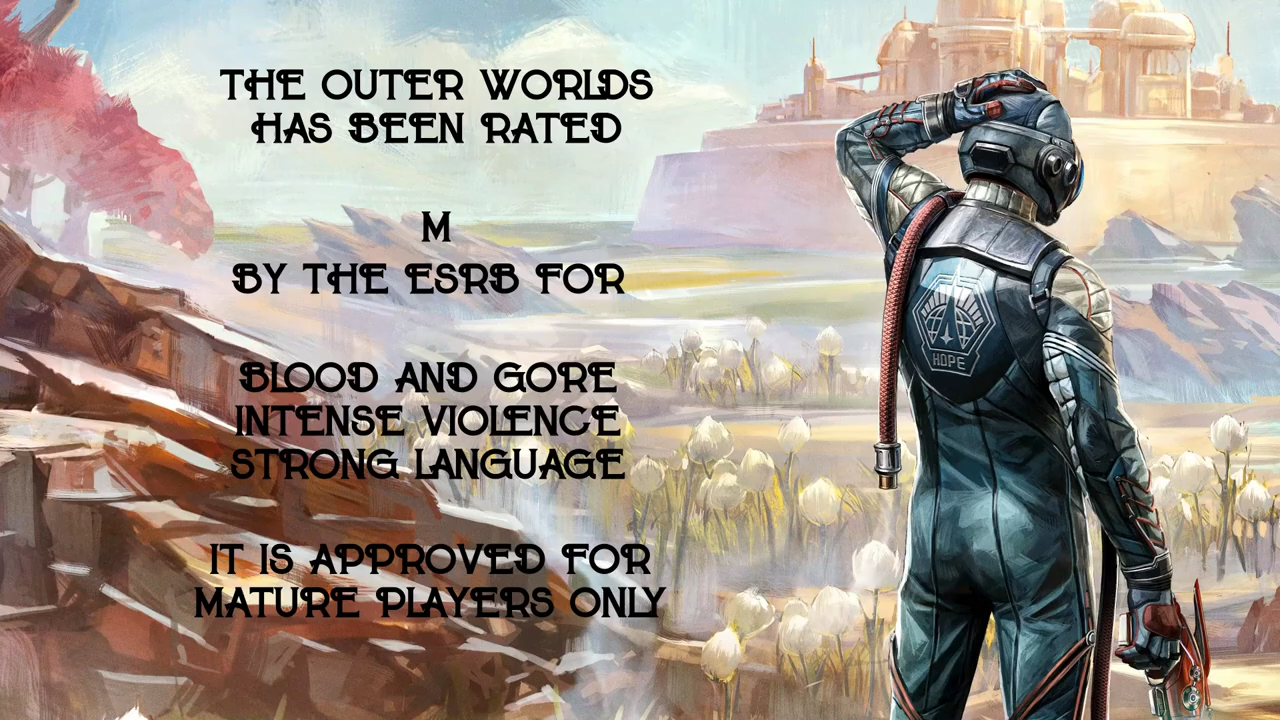 THE OUTER WORLDS
HAS BEEN RATED
M
BY THE ESRB FOR
BLOOD AND GORE
INTENSE VIOLENCE
STRONG LANGUAGE
IT IS APPROVED FOR
MATURE PLAYERS ONLY
HOPE